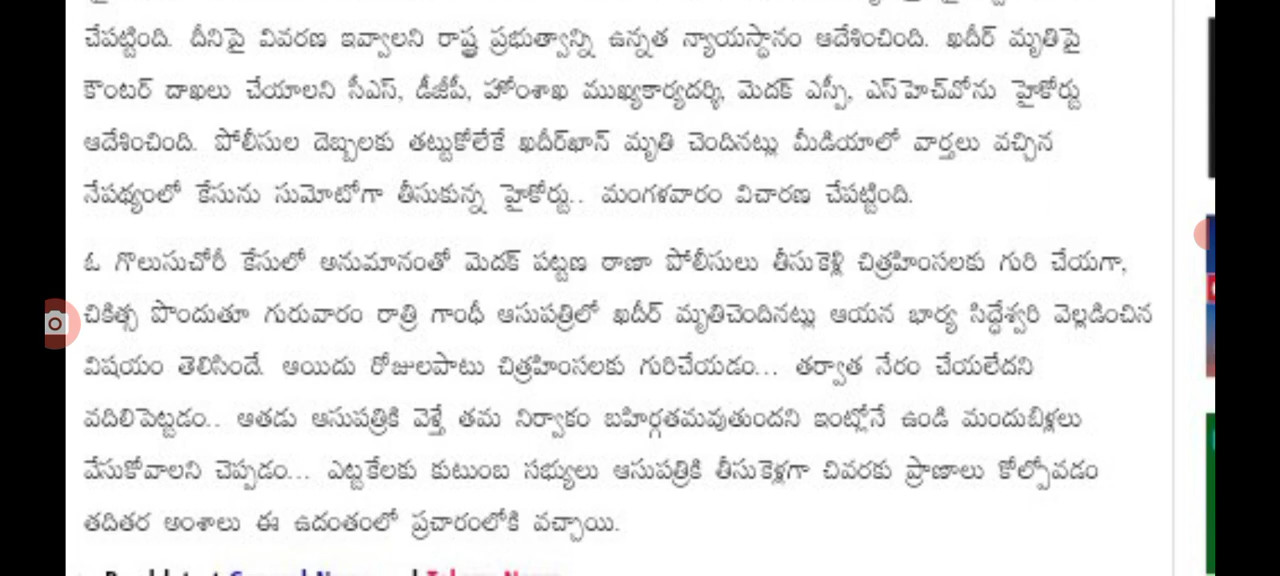 చేపట్టింది. దీనిపై వివరణ ఇవ్వాలని రాష్ట్ర ప్రభుత్వాన్ని ఉన్నత న్యాయస్థానం ఆదేశించింది. ఖదీర్ మృతిపై
కౌంటర్ దాఖలు చేయాలని సీఎస్, డీజీపీ, హోంశాఖ ముఖ్యకార్యదర్శి, మెదక్ ఎస్పీ, ఎస్‌హెచ్‌వోను హైకోర్టు
ఆదేశించింది. పోలీసుల దెబ్బలకు తట్టుకోలేకే ఖదీర్‌ఖాన్ మృతి చెందినట్లు మీడియాలో వార్తలు వచ్చిన
నేపథ్యంలో కేసును సుమోటోగా తీసుకున్న హైకోర్టు.. మంగళవారం విచారణ చేపట్టింది.
ఓ గొలుసుచోరీ కేసులో అనుమానంతో మెదక్ పట్టణ రాణా పోలీసులు తీసుకెళ్లి చిత్రహింసలకు గురి చేయగా,
చికిత్స పొందుతూ గురువారం రాత్రి గాంధీ ఆసుపత్రిలో ఖదీర్ మృతిచెందినట్లు ఆయన భార్య సిద్ధేశ్వరి వెల్లడించిన
విషయం తెలిసిందే. ఆయిదు రోజులపాటు చిత్రహింసలకు గురిచేయడం... తర్వాత నేరం చేయలేదని
వదిలిపెట్టడం.. ఆతడు ఆసుపత్రికి వెళ్తే తమ నిర్వాకం బహిర్గతమవుతుందని ఇంట్లోనే ఉండి మందుబిళ్లలు
వేసుకోవాలని చెప్పడం... ఎట్టకేలకు కుటుంబ సభ్యులు ఆసుపత్రికి తీసుకెళ్లగా చివరకు ప్రాణాలు కోల్పోవడం
తదితర అంశాలు ఈ ఉదంతంలో ప్రచారంలోకి వచ్చాయి.